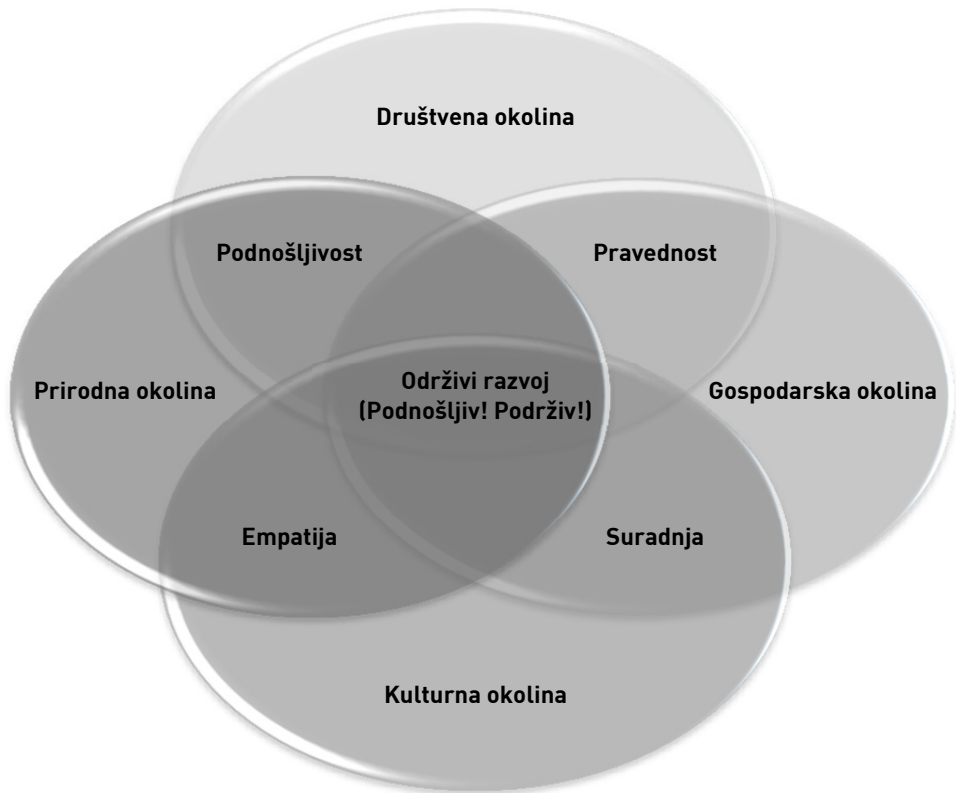 Društvena okolina
Podnošljivost
Pravednost
Prirodna okolina
Održivi razvoj
(Podnošljiv! Podrživ!)
Gospodarska okolina
Empatija
Suradnja
Kulturna okolina